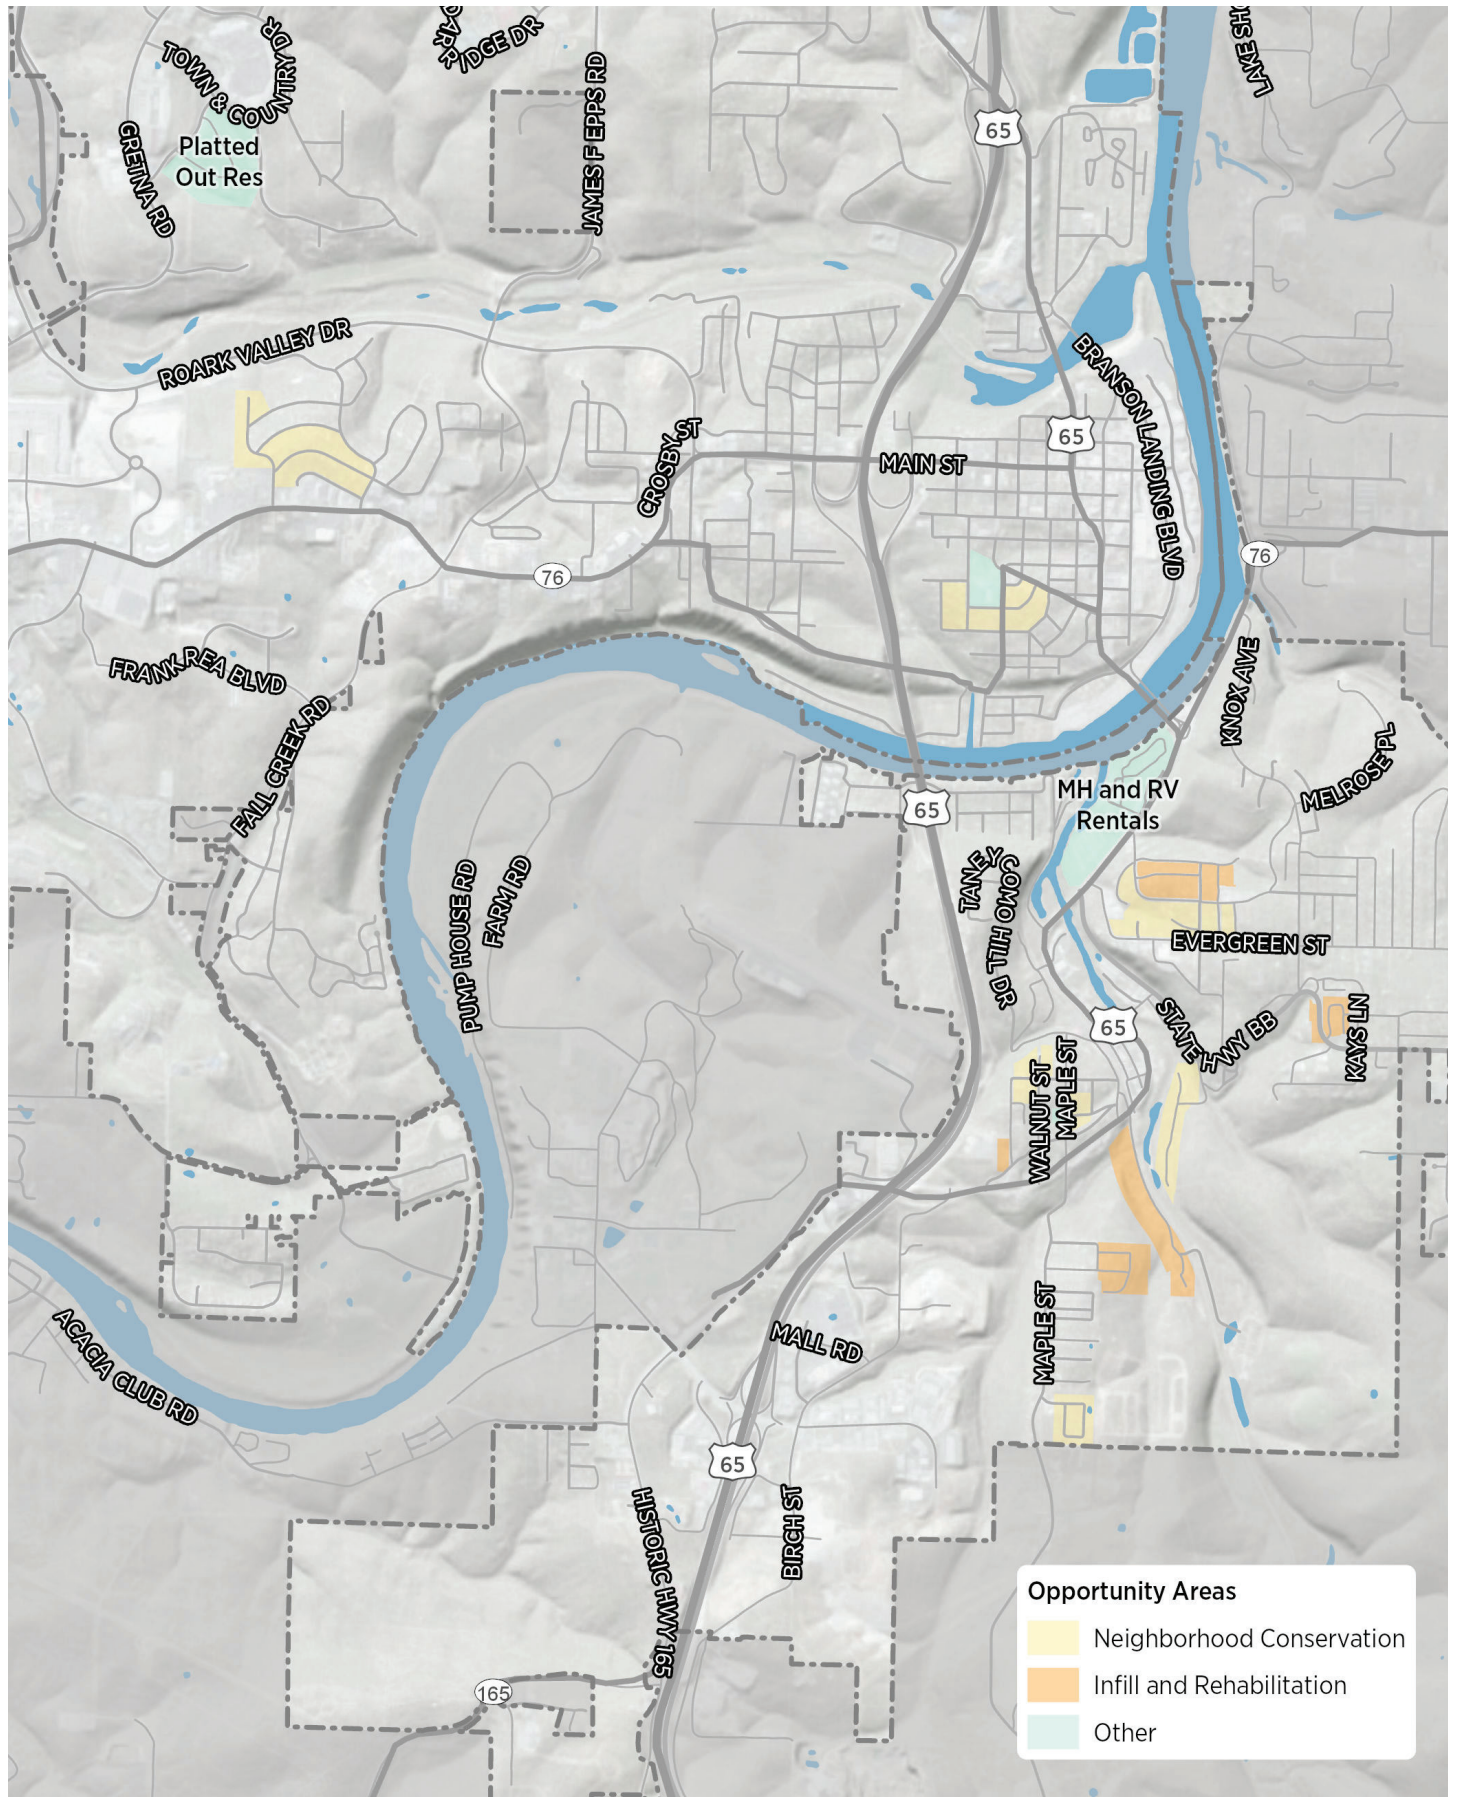 TOWN & COUNTRY DR
IDGE DR
JAMES F EPPS RD
LAKE SHO
65
GRETNA RD
Platted
Out Res
ROARK VALLEY DR
BRANSON LANDING BLVD
65
CROSBY ST
MAIN ST
76
76
FRANK REA BLVD
FALL CREEK RD
KNOX AVE
MELROSE PL
MH and RV
Rentals
65
PUMP HOUSE RD
FARM RD
TANEYCOMO HILL DR
EVERGREEN ST
65
STATE HWY BB
KAYS LN
WALNUT ST
MAPLE ST
MAPLE ST
MALL RD
ACACIA CLUB RD
65
HISTORIC HWY 165
BIRCH ST
165
Opportunity Areas
Neighborhood Conservation
Infill and Rehabilitation
Other